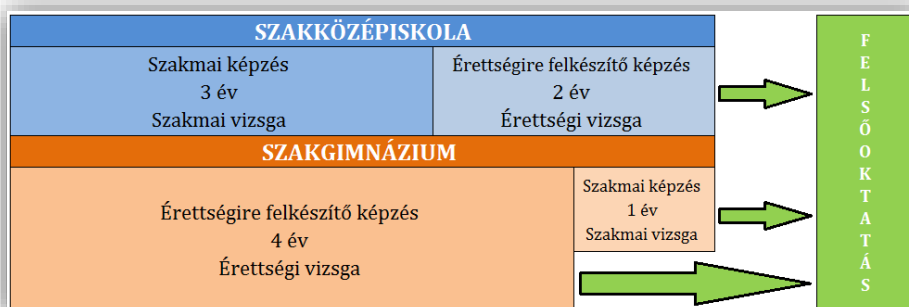 SZAKKÖZÉPISKOLA
Szakmai képzés
3 év
Szakmai vizsga
Érettségire felkészítő képzés
2 év
Érettségi vizsga
SZAKGIMNÁZIUM
Érettségire felkészítő képzés
4 év
Érettségi vizsga
Szakmai képzés
1 év
Szakmai vizsga
FELSŐOKTATÁS